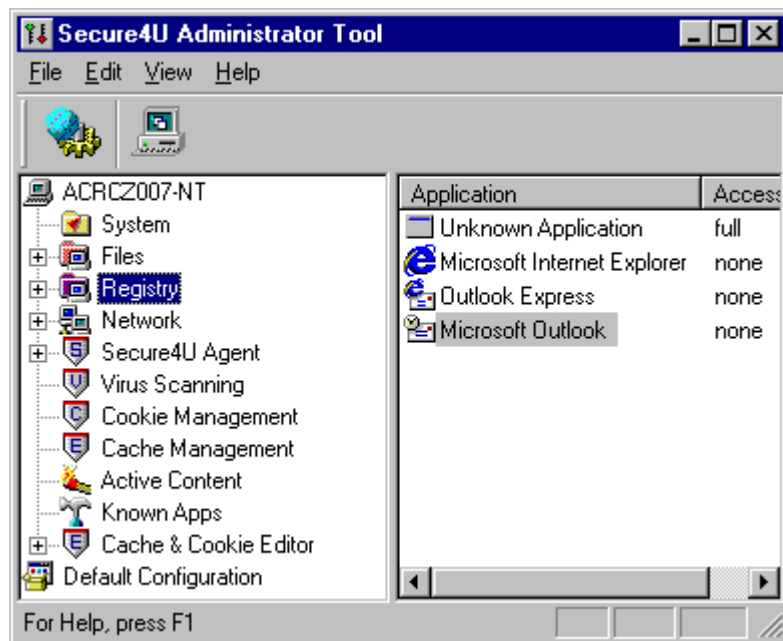 Secure4U Administrator Tool
File Edit View Help
ACRCZ007-NT
System
Files
Registry
Network
Secure4U Agent
Virus Scanning
Cookie Management
Cache Management
Active Content
Known Apps
Cache & Cookie Editor
Default Configuration
Application Access
Unknown Application full
Microsoft Internet Explorer none
Outlook Express none
Microsoft Outlook none
For Help, press F1